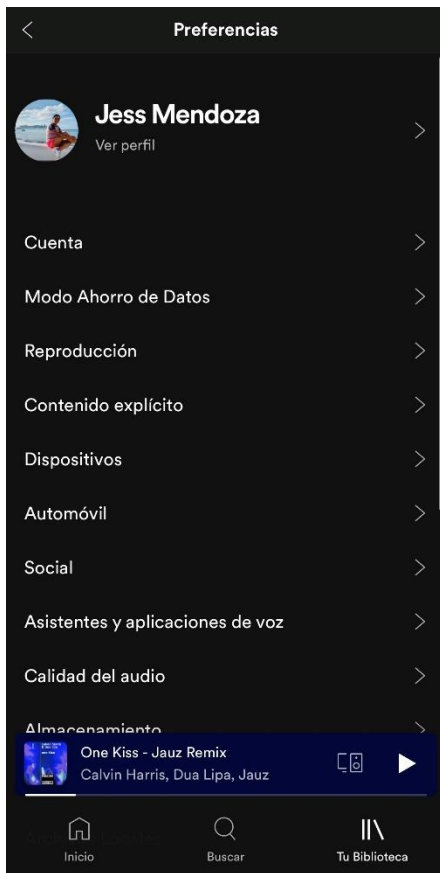 Preferencias
Jess Mendoza
Ver perfil
Cuenta
Modo Ahorro de Datos
Reproducción
Contenido explícito
Dispositivos
Automóvil
Social
Asistentes y aplicaciones de voz
Calidad del audio
Almacenamiento
One Kiss - Jauz Remix
Calvin Harris, Dua Lipa, Jauz
Inicio
Buscar
Tu Biblioteca